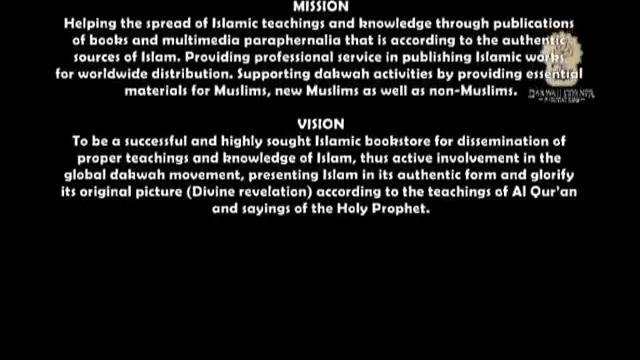 MISSION
Helping the spread of Islamic teachings and knowledge through publications
of books and multimedia paraphernalia that is according to the authentic
sources of Islam. Providing professional service in publishing Islamic works
for worldwide distribution. Supporting dakwah activities by providing essential
materials for Muslims, new Muslims as well as non-Muslims.
VISION
To be a successful and highly sought Islamic bookstore for dissemination of
proper teachings and knowledge of Islam, thus active involvement in the
global dakwah movement, presenting Islam in its authentic form and glorify
its original picture (Divine revelation) according to the teachings of Al Qur'an
and sayings of the Holy Prophet.
DAKWAH CORNER